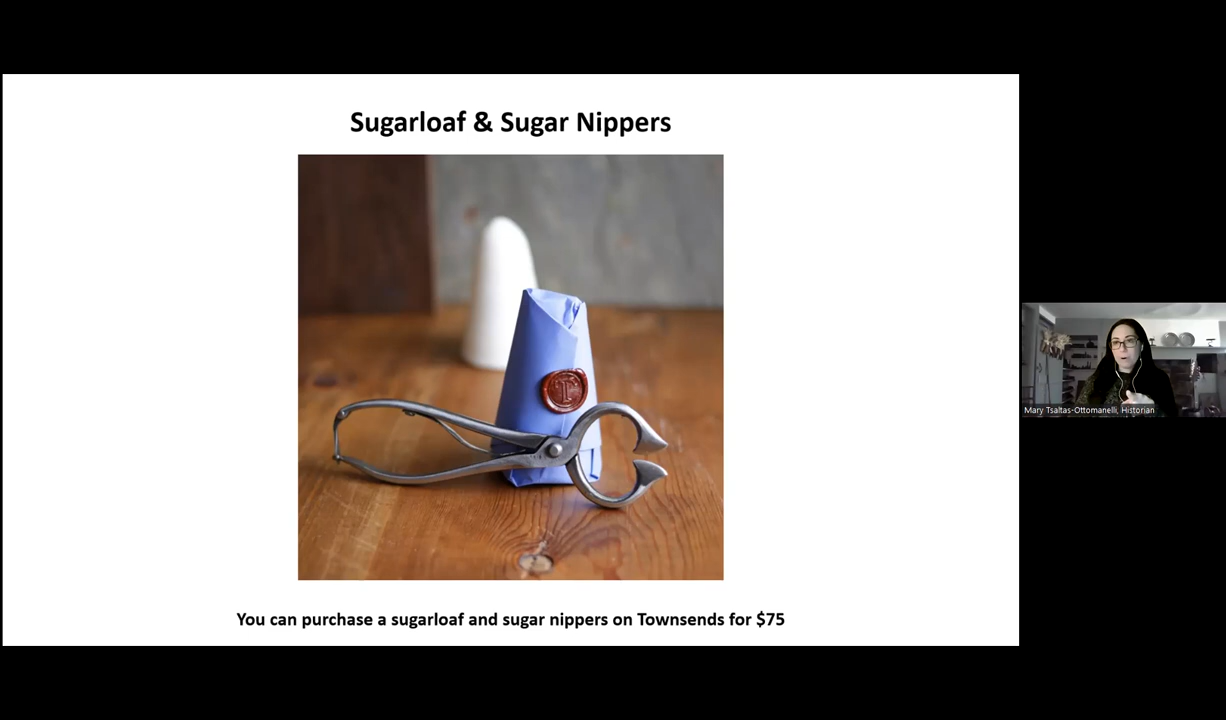 Sugarloaf & Sugar Nippers
T
Mary Tsaltas-Ottomanelli, Historian
You can purchase a sugarloaf and sugar nippers on Townsends for $75